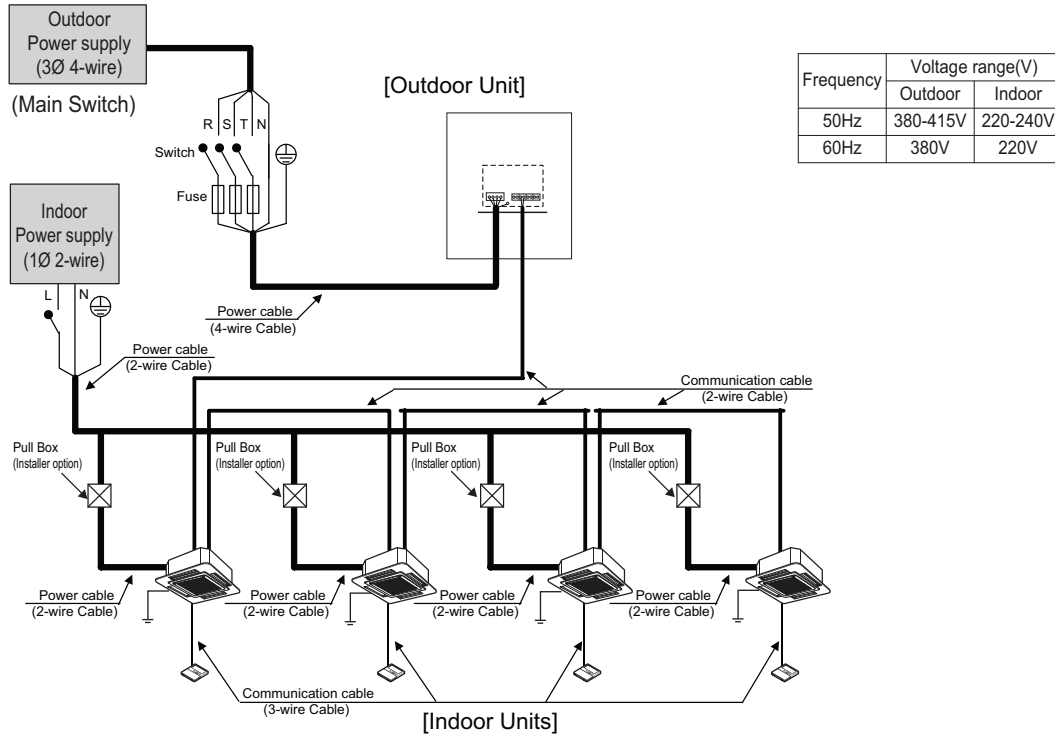 Outdoor
Power supply
(3Ø 4-wire)
(Main Switch)
R S T N
Switch
Fuse
[Outdoor Unit]
Frequency
Voltage range(V)
Outdoor Indoor
50Hz 380-415V 220-240V
60Hz 380V 220V
Indoor
Power supply
(1Ø 2-wire)
L N
Power cable
(4-wire Cable)
Power cable
(2-wire Cable)
Communication cable
(2-wire Cable)
Pull Box
(Installer option)
Pull Box
(Installer option)
Pull Box
(Installer option)
Pull Box
(Installer option)
Power cable
(2-wire Cable)
Power cable
(2-wire Cable)
Power cable
(2-wire Cable)
Power cable
(2-wire Cable)
Communication cable
(3-wire Cable)
[Indoor Units]